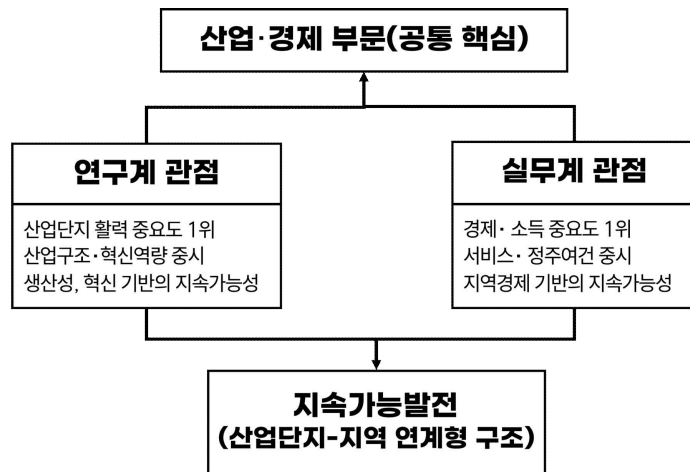 산업·경제 부문(공통 핵심)
연구계 관점
산업단지 활력 중요도 1위
산업구조·혁신역량 중시
생산성, 혁신 기반의 지속가능성
실무계 관점
경제· 소득 중요도 1위
서비스· 정주여건 중시
지역경제 기반의 지속가능성
지속가능발전
(산업단지-지역 연계형 구조)